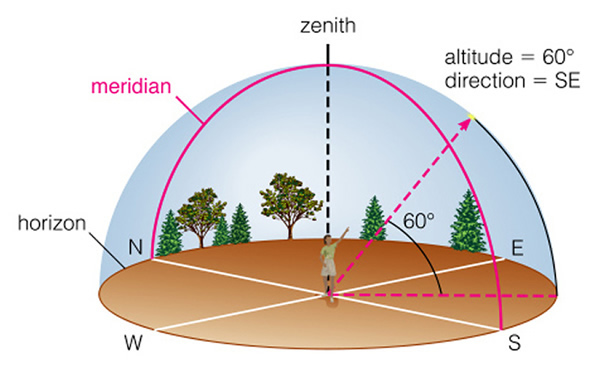 zenith
altitude = 60°
direction = SE
meridian
horizon
60°
N
E
W
S